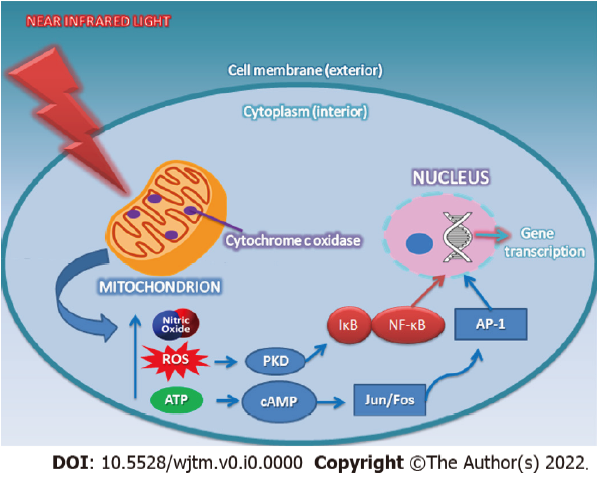 NEAR INFRARED LIGHT
Cell membrane (exterior)
Cytoplasm (interior)
NUCLEUS
Cytochrome c oxidase
Gene
transcription
MITOCHONDRION
Nitric
Oxide
IκB
NF-κB
AP-1
ROS
PKD
ATP
cAMP
Jun/Fos
DOI: 10.5528/wjtm.v0.i0.0000 Copyright ©The Author(s) 2022.